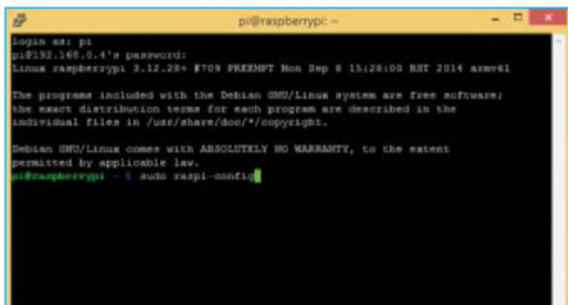 pi@raspberrypi: ~
login as: pi
pi@192.168.0.4's password:
Linux raspberrypi 3.12.28+ #709 PREEMPT Mon Sep 8 15:28:00 BST 2014 armv6l
The programs included with the Debian GNU/Linux system are free software;
the exact distribution terms for each program are described in the
individual files in /usr/share/doc/*/copyright.
Debian GNU/Linux comes with ABSOLUTELY NO WARRANTY, to the extent
permitted by applicable law.
pi@raspberrypi ~ $ sudo raspi-config